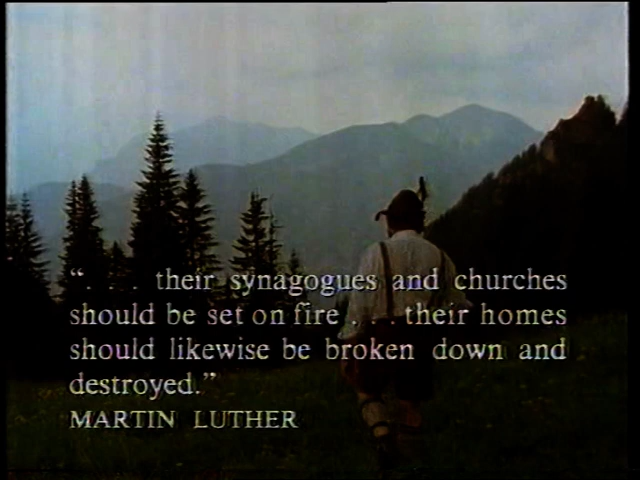 “. . . their synagogues and churches
should be set on fire . . . their homes
should likewise be broken down and
destroyed.”
MARTIN LUTHER